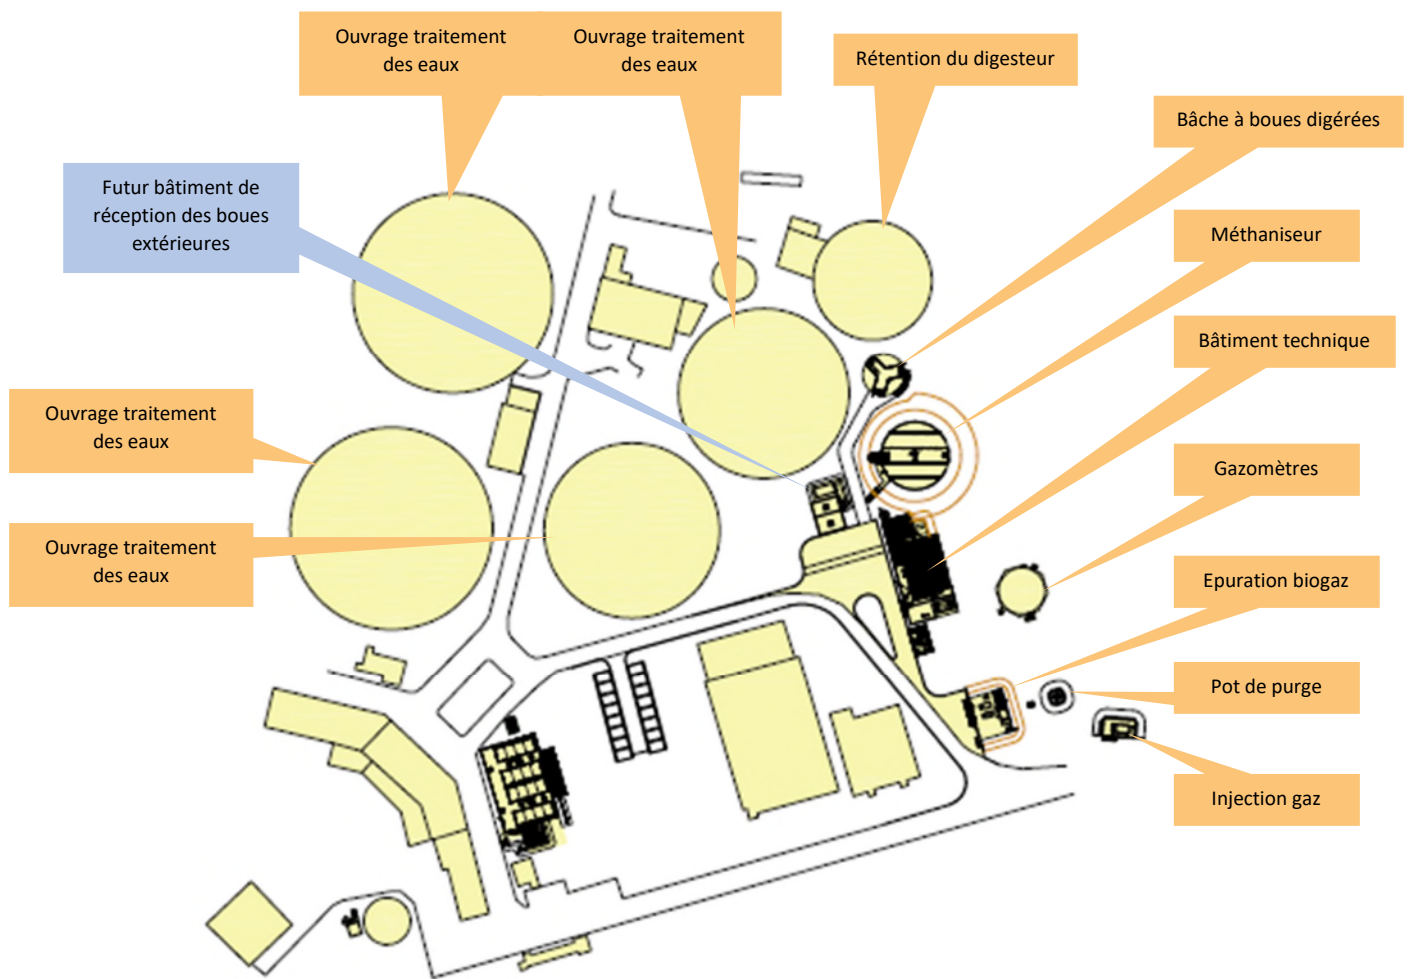 Ouvrage traitement
des eaux
Ouvrage traitement
des eaux
Rétention du digesteur
Bâche à boues digérées
Futur bâtiment de
réception des boues
extérieures
Méthaniseur
Bâtiment technique
Ouvrage traitement
des eaux
Gazomètres
Ouvrage traitement
des eaux
Epuration biogaz
Pot de purge
Injection gaz